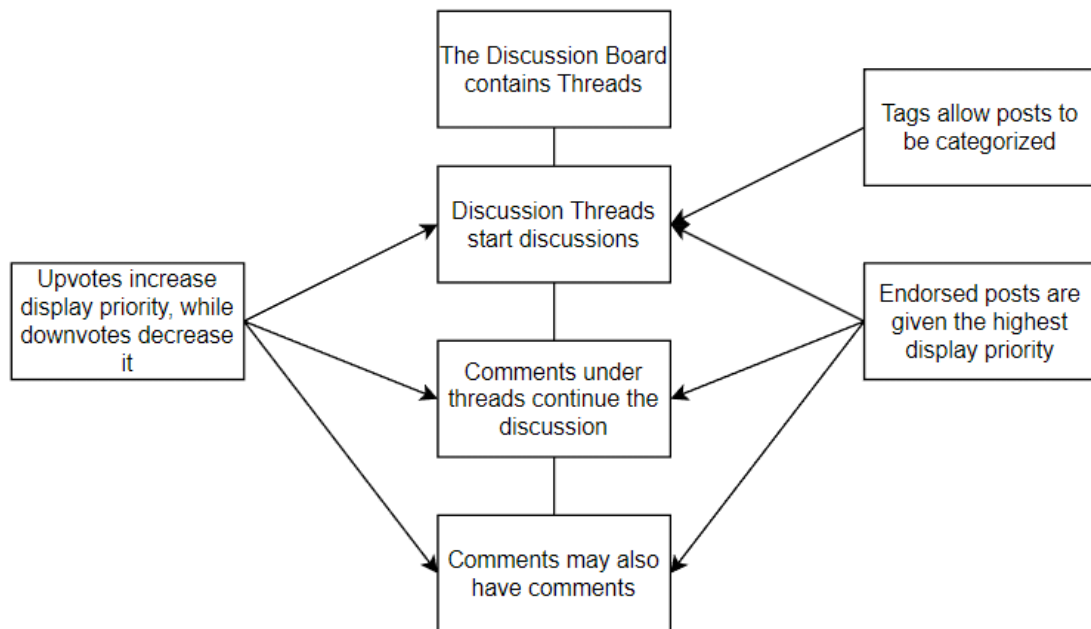 The Discussion Board
contains Threads
Tags allow posts to
be categorized
Discussion Threads
start discussions
Upvotes increase
display priority, while
downvotes decrease
it
Endorsed posts are
given the highest
display priority
Comments under
threads continue the
discussion
Comments may also
have comments